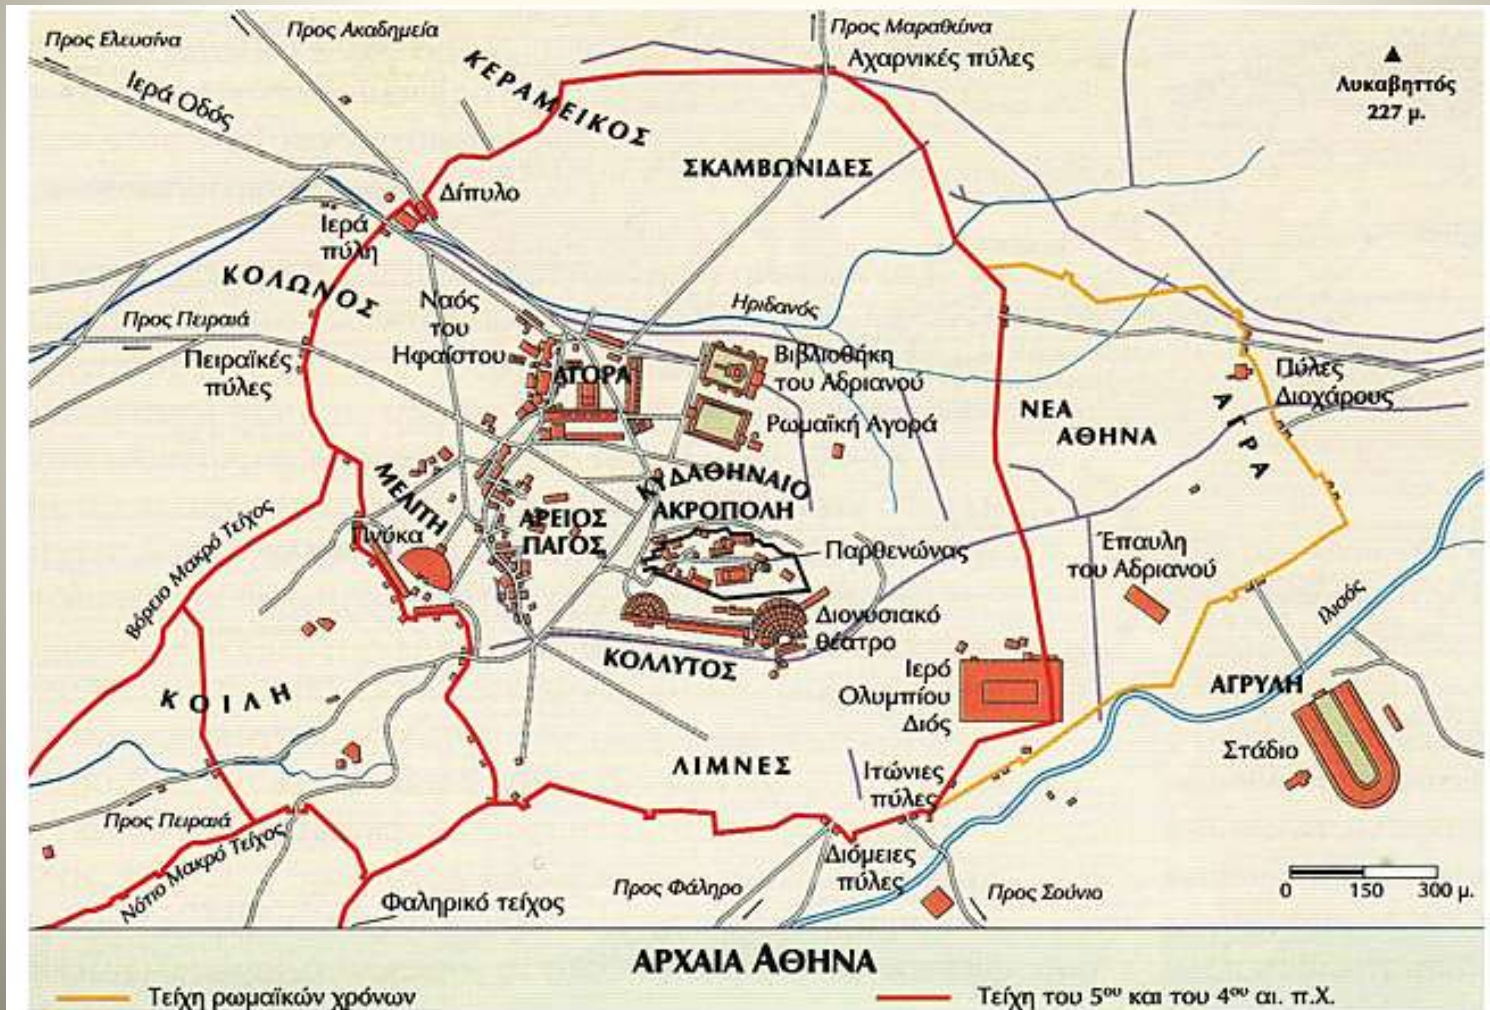 Προς Ελευσίνα
Προς Ακαδημεία
Προς Μαραθώνα
Αχαρνικές πύλες
Λυκαβηττός
227 μ.
Ιερά Οδός
ΚΕΡΑΜΕΙΚΟΣ
ΣΚΑΜΒΩΝΙΔΕΣ
Δίπυλο
Ιερά
πύλη
ΚΟΛΩΝΟΣ
Προς Πειραιά
Πειραϊκές
πύλες
Ναός
του
Ηφαίστου
Ηριδανός
ΑΓΟΡΑ
Βιβλιοθήκη
του Αδριανού
Ρωμαϊκή Αγορά
ΝΕΑ
ΑΘΗΝΑ
Πύλες
Διοχάρους
ΑΓΡΑ
ΜΕΛΙΤΗ
Πνύκα
ΑΡΕΙΟΣ
ΠΑΓΟΣ
ΚΥΔΑΘΗΝΑΙΟ
ΑΚΡΟΠΟΛΗ
Παρθενώνας
Έπαυλη
του Αδριανού
Βόρειο Μακρό Τείχος
Διονυσιακό
θέατρο
Ιλισός
ΚΟΛΛΥΤΟΣ
ΚΟΙΛΗ
Ιερό
Ολυμπίου
Διός
ΑΓΡΥΛΗ
Στάδιο
ΛΙΜΝΕΣ
Ιτώνιες
πύλες
Προς Πειραιά
Νότιο Μακρό Τείχος
Φαληρικό τείχος
Προς Φάληρο
Διόμειες
πύλες
Προς Σούνιο
0 150 300 μ.
ΑΡΧΑΙΑ ΑΘΗΝΑ
Τείχη ρωμαϊκών χρόνων
Τείχη του 5ου και του 4ου αι. π.Χ.